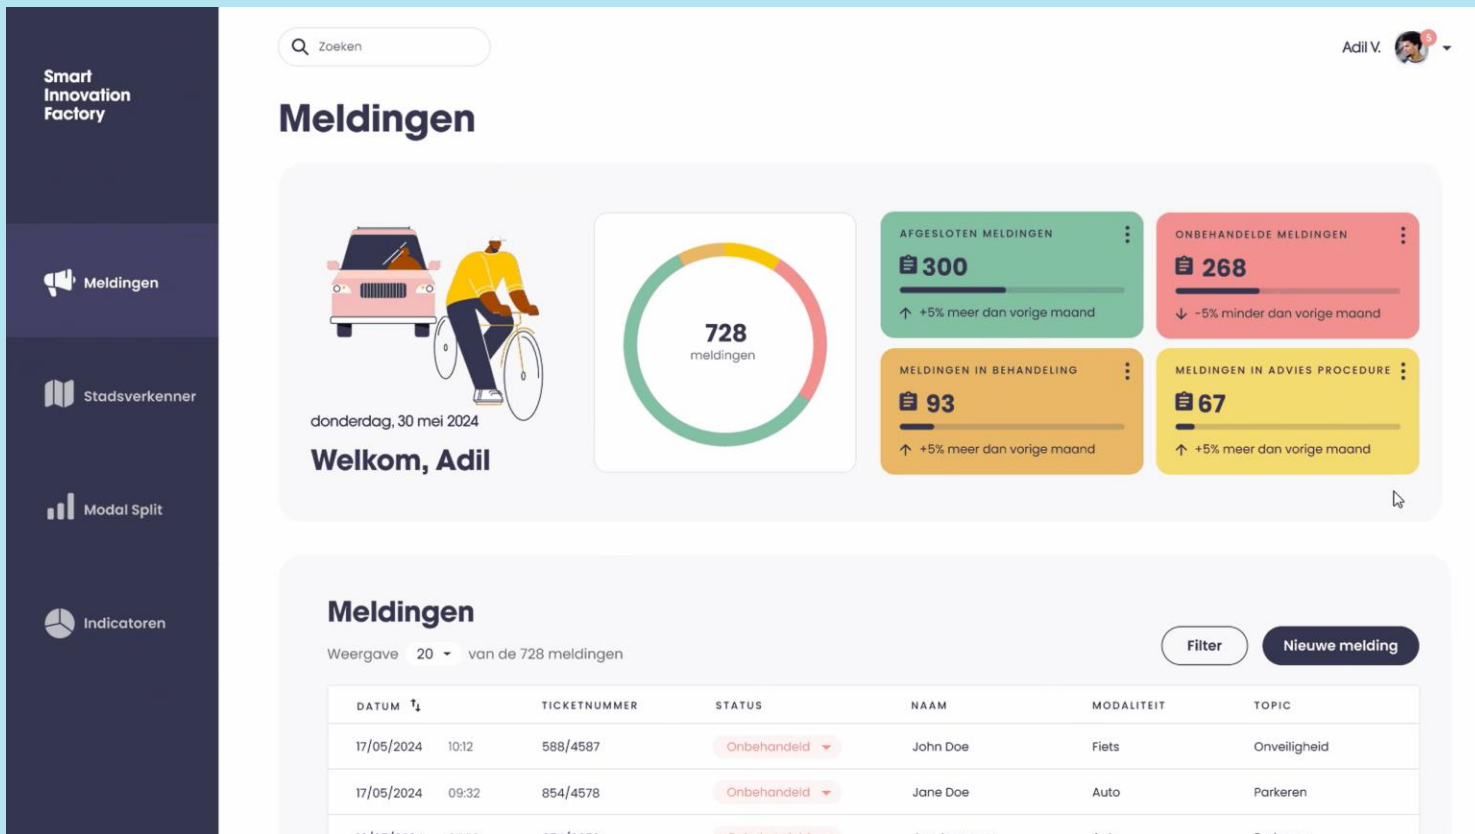 Smart
Innovation
Factory
Meldingen
Stadsverkenner
Modal Split
Indicatoren
Zoeken
Adil V.
5
Meldingen
donderdag, 30 mei 2024
Welkom, Adil
728
meldingen
AFGESLOTEN MELDINGEN
300
+5% meer dan vorige maand
ONBEHANDELDE MELDINGEN
268
-5% minder dan vorige maand
MELDINGEN IN BEHANDELING
93
+5% meer dan vorige maand
MELDINGEN IN ADVIES PROCEDURE
67
+5% meer dan vorige maand
Meldingen
Weergave 20 van de 728 meldingen
Filter
Nieuwe melding
DATUM TICKETNUMMER STATUS NAAM MODALITEIT TOPIC
17/05/2024 10:12 588/4587 Onbehandeld John Doe Fiets Onveiligheid
17/05/2024 09:32 854/4578 Onbehandeld Jane Doe Auto Parkeren